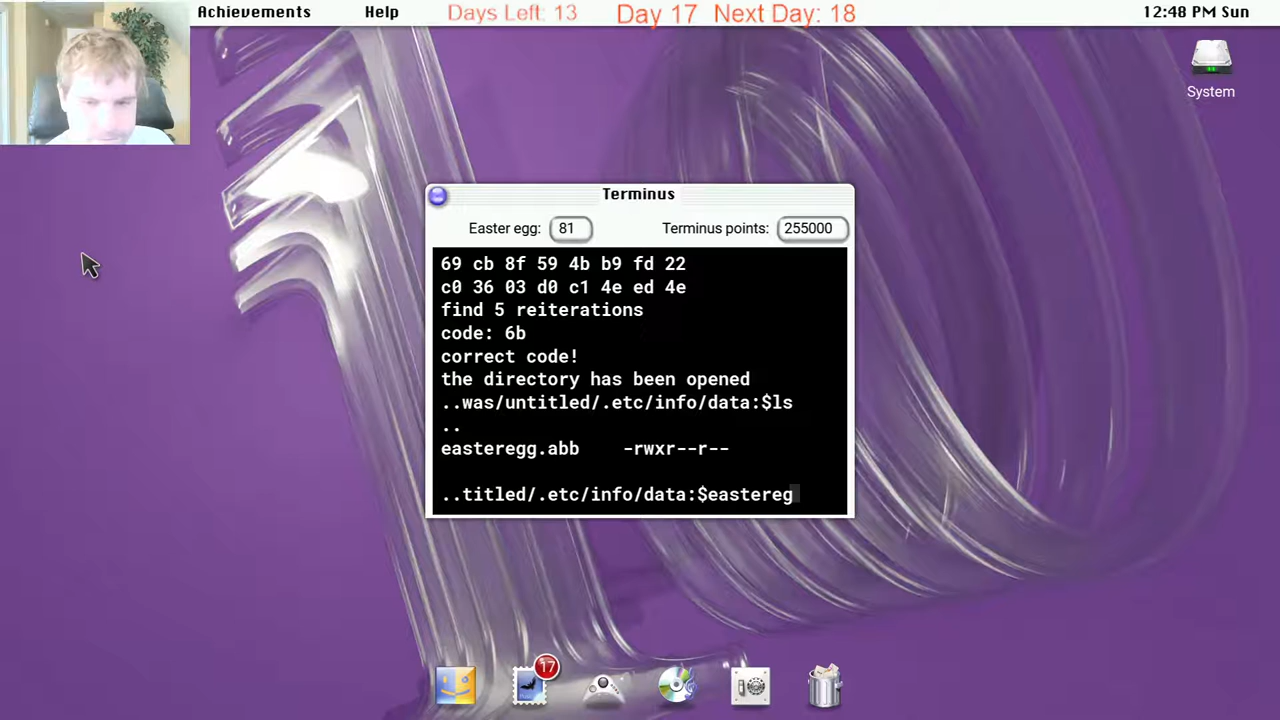 Achievements Help Days Left: 13 Day 17 Next Day: 18 12:48 PM Sun
System
Terminus
Easter egg: 81 Terminus points: 255000
69 cb 8f 59 4b b9 fd 22
c0 36 03 d0 c1 4e ed 4e
find 5 reiterations
code: 6b
correct code!
the directory has been opened
..was/untitled/.etc/info/data:$ls
..
easteregg.abb -rwxr--r--
..titled/.etc/info/data:$eastereg
17